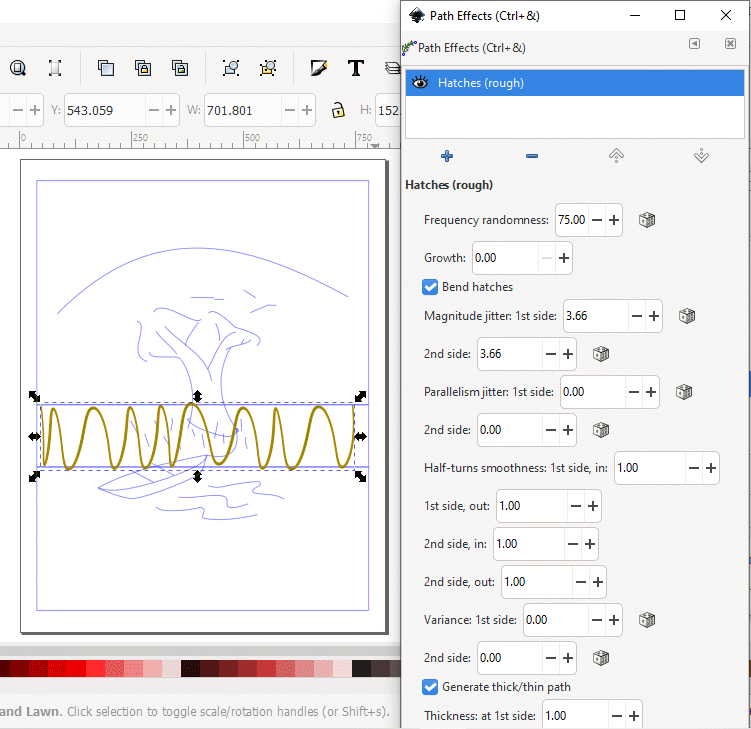 Path Effects (Ctrl+&)
Path Effects (Ctrl+&)
Y: 543.059 W: 701.801 H: 152
0 250 500 750
Hatches (rough)
Hatches (rough)
Frequency randomness: 75.00
Growth: 0.00
Bend hatches
Magnitude jitter: 1st side: 3.66
2nd side: 3.66
Parallelism jitter: 1st side: 0.00
2nd side: 0.00
Half-turns smoothness: 1st side, in: 1.00
1st side, out: 1.00
2nd side, in: 1.00
2nd side, out: 1.00
Variance: 1st side: 0.00
2nd side: 0.00
Generate thick/thin path
Thickness: at 1st side: 1.00
and Lawn. Click selection to toggle scale/rotation handles (or Shift+s).